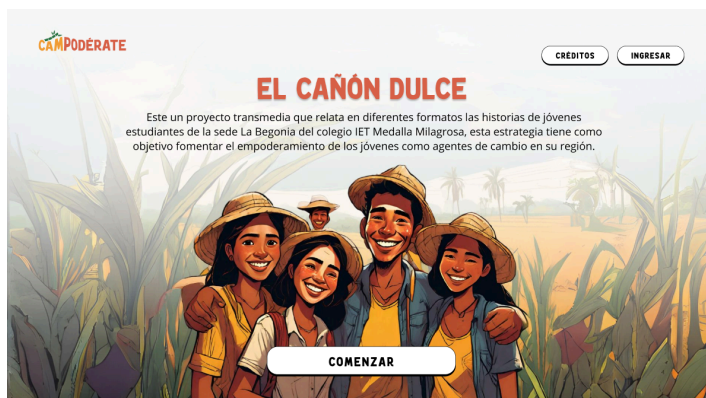 CAMPODÉRATE
CRÉDITOS
INGRESAR
EL CAÑÓN DULCE
Este un proyecto transmedia que relata en diferentes formatos las historias de jóvenes
estudiantes de la sede La Begonia del colegio IET Medalla Milagrosa, esta estrategia tiene como
objetivo fomentar el empoderamiento de los jóvenes como agentes de cambio en su región.
COMENZAR